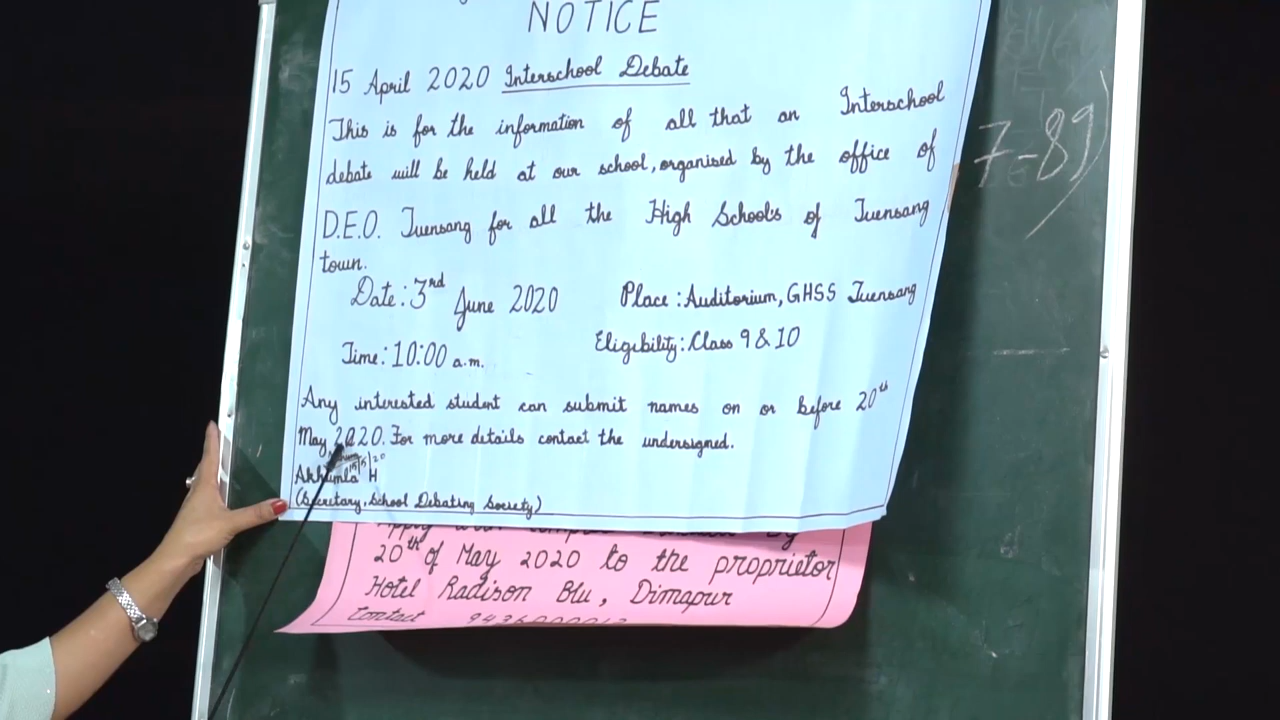 NOTICE
15 April 2020 Interschool Debate
This is for the information of all that an Interschool
debate will be held at our school, organised by the office of
D.E.O. Tuensang for all the High Schools of Tuensang
town.
Date: 3rd June 2020 Place: Auditorium, GHSS Tuensang
Time: 10:00 a.m. Eligibility: Class 9 & 10
Any interested student can submit names on or before 20th
May, 2020. For more details contact the undersigned.
Akhumla H
(Secretary, School Debating Society)
20th of May 2020 to the proprietor
Hotel Radison Blu, Dimapur
Contact
7-89)